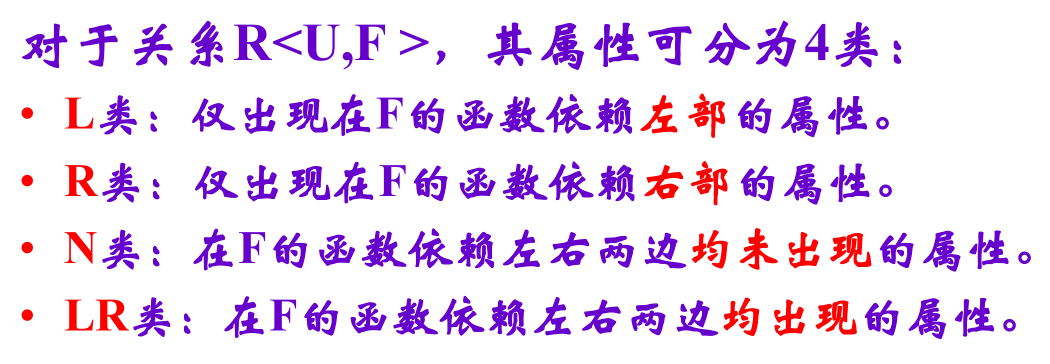 对于关系R<U,F >，其属性可分为4类：
• L类：仅出现在F的函数依赖左部的属性。
• R类：仅出现在F的函数依赖右部的属性。
• N类：在F的函数依赖左右两边均未出现的属性。
• LR类：在F的函数依赖左右两边均出现的属性。